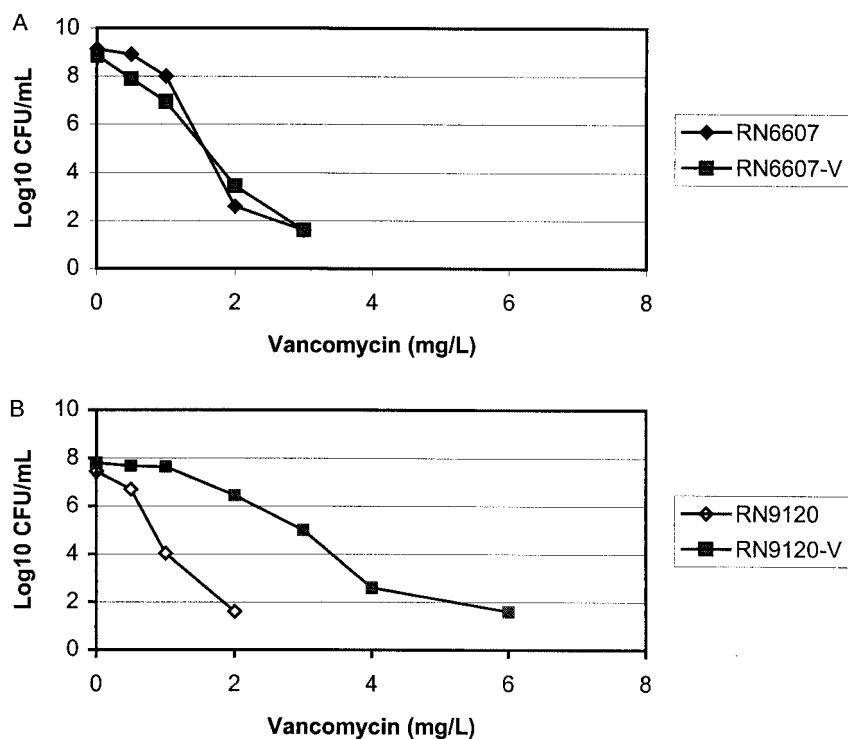 A
10
8
6
4
2
0
Log10 CFU/mL
0 2 4 6 8
Vancomycin (mg/L)
RN6607
RN6607-V
B
10
8
6
4
2
0
Log10 CFU/mL
0 2 4 6 8
Vancomycin (mg/L)
RN9120
RN9120-V